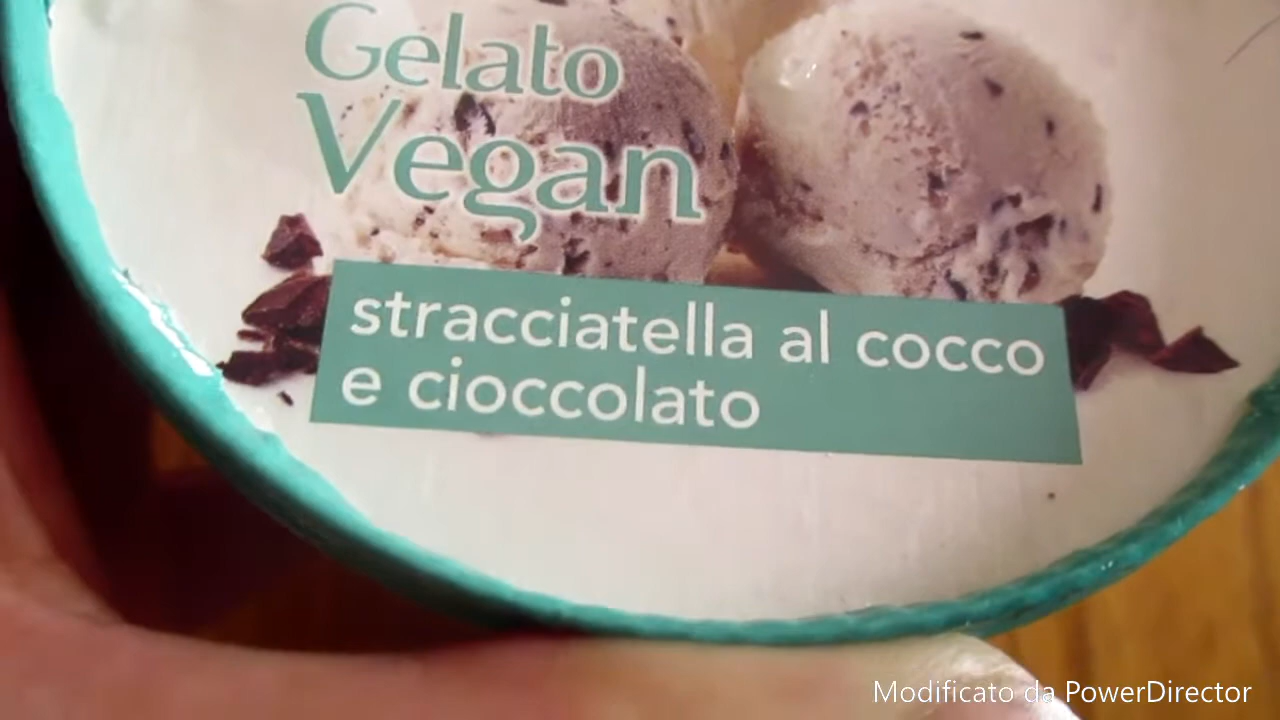 Gelato
Vegan
stracciatella al cocco
e cioccolato
Modificato da PowerDirector